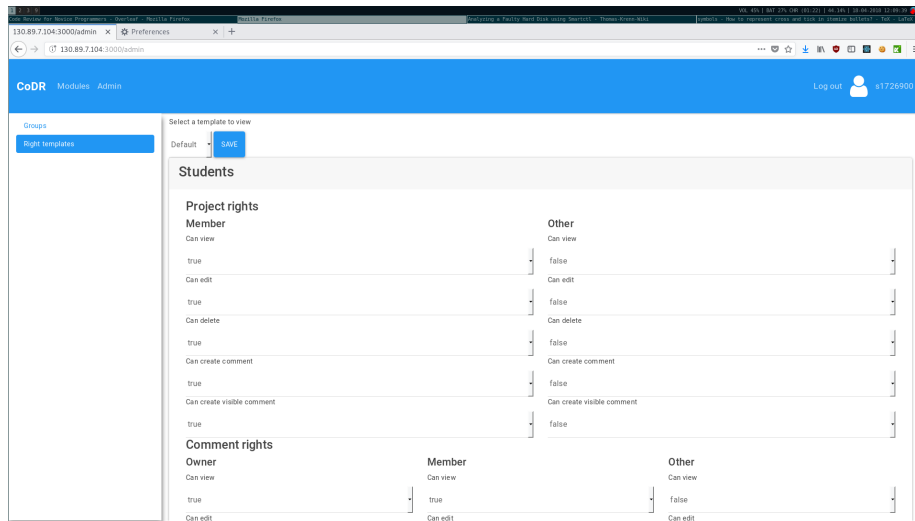 1 2 3 9
VOL 45% | BAT 27% CHR (01:22) | 44.14% | 18-04-2018 12:09:39
Code Review for Novice Programmers - Overleaf - Mozilla Firefox
Mozilla Firefox
Analyzing a Faulty Hard Disk using Smartctl - Thomas-Krenn-Wiki
symbols - How to represent cross and tick in itemize bullets? - TeX - LaTeX
130.89.7.104:3000/admin
Preferences
130.89.7.104:3000/admin
CoDR Modules Admin
Log out s1726900
Groups
Right templates
Select a template to view
Default SAVE
Students
Project rights
Member Other
Can view Can view
true false
Can edit Can edit
true false
Can delete Can delete
true false
Can create comment Can create comment
true false
Can create visible comment Can create visible comment
true false
Comment rights
Owner Member Other
Can view Can view Can view
true true false
Can edit Can edit Can edit